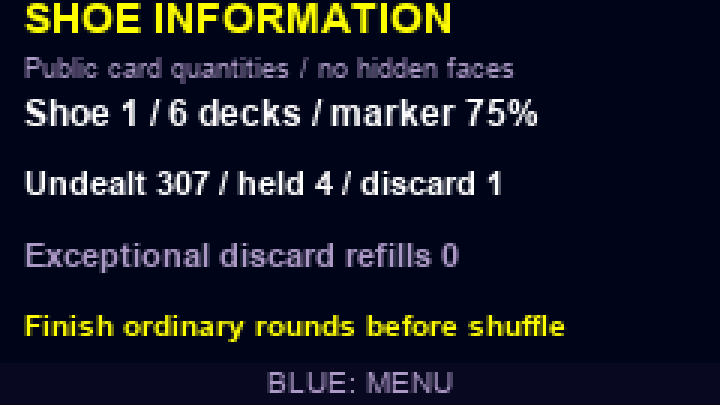 SHOE INFORMATION
Public card quantities / no hidden faces
Shoe 1 / 6 decks / marker 75%
Undealt 307 / held 4 / discard 1
Exceptional discard refills 0
Finish ordinary rounds before shuffle
BLUE: MENU